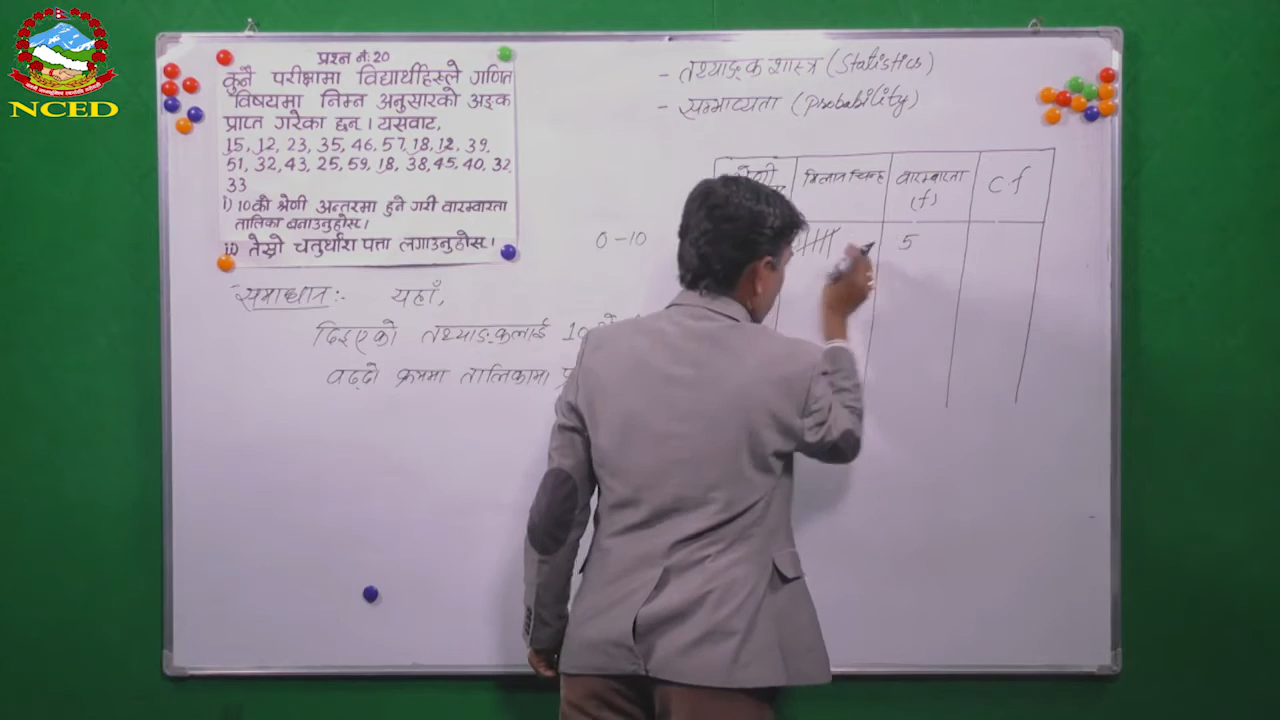 NCED
प्रश्न नं: 20
कुनै परीक्षामा विद्यार्थीहरुले गणित
विषयमा निम्न अनुसारको अङ्क
प्राप्त गरेका छन् । यसबाट,
15, 12, 23, 35, 46, 57, 18, 12, 39,
51, 32, 43, 25, 59, 18, 38, 45, 40, 32,
33
i) 10को श्रेणी अन्तरमा हुने गरी वारम्वारता
तालिका बनाउनुहोस् ।
ii) तेस्रो चतुर्थांश पत्ता लगाउनुहोस् ।
- तथ्याङ्क शास्त्र (Statistics)
- सम्भाव्यता (Probability)
श्रेणी मिलान चिन्ह वारम्वारता (f) c.f
0-10 5
समाधान :- यहाँ,
दिइएको तथ्याङ्कलाई 10
बढ्दो क्रममा तालिकामा